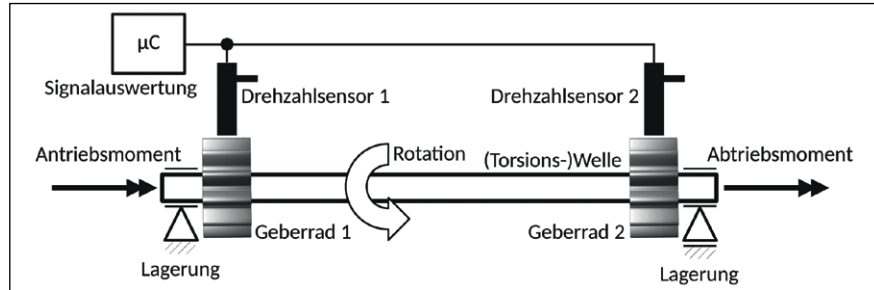 µC
Signalauswertung
Drehzahlsensor 1
Drehzahlsensor 2
Antriebsmoment
Rotation
(Torsions-)Welle
Abtriebsmoment
Geberrad 1
Geberrad 2
Lagerung
Lagerung